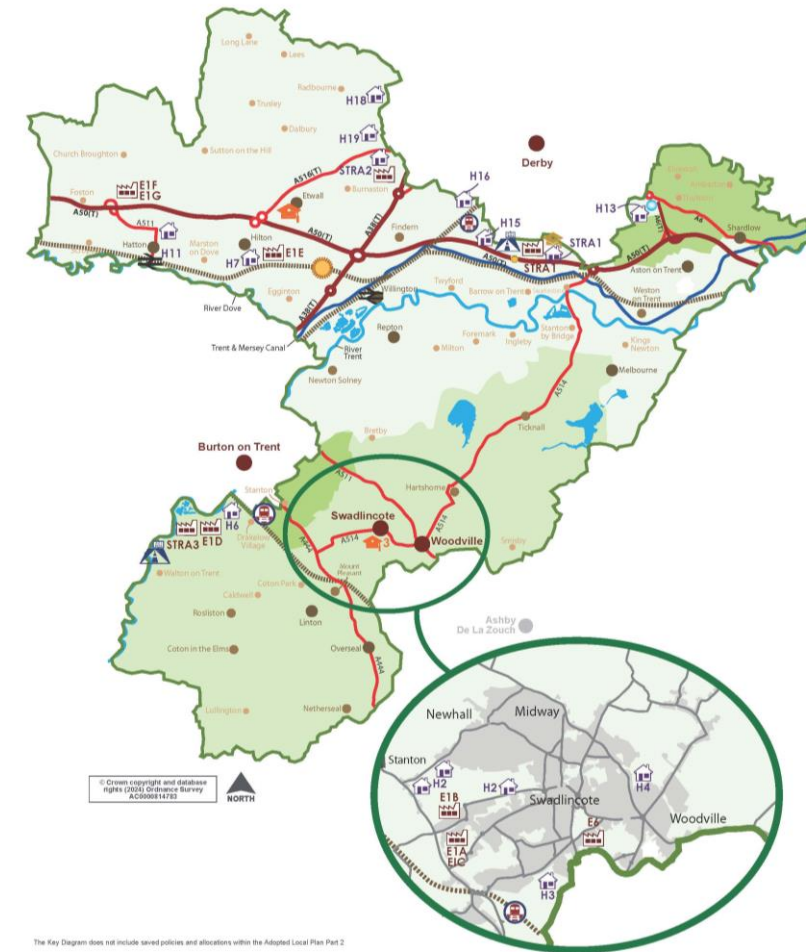 Long Lane
Lees
Radbourne
H18
Trusley
Dalbury
H19
Church Broughton
Sutton on the Hill
STRA2
A516(T)
Derby
E1F
E1G
Foston
Etwall
Burnaston
H16
A50(T)
A511
A38(T)
H13
A6(T)
A6
Shardlow
Hatton
H11
Marston
on Dove
Hilton
H7
E1E
A50(T)
Findern
H15
STRA1
STRA1
A50(T)
A50(T)
Aston on Trent
Weston
on Trent
Egginton
A38(T)
Willington
Twyford
Barrow on Trent
River Dove
Trent & Mersey Canal
River
Trent
Repton
Milton
Foremark
Ingleby
Stanton
by Bridge
Kings
Newton
Newton Solney
Melbourne
A514
Bretby
Ticknall
Burton on Trent
A511
Hartshorne
Stanton
H6
Swadlincote
A514
STRA3
E1D
Drakelow
Village
A444
A514
3
Woodville
Smisby
Walton on Trent
Mount
Pleasant
Coton Park
Caldwell
Rosliston
Linton
Ashby
De La Zouch
Coton in the Elms
Overseal
A444
Lullington
Netherseal
Newhall
Midway
Stanton
H2
H2
H4
E1B
Swadlincote
E6
Woodville
E1A
E1C
H3
© Crown copyright and database
rights (2024) Ordnance Survey
AC0000814783
NORTH
The Key Diagram does not include saved policies and allocations within the Adopted Local Plan Part 2